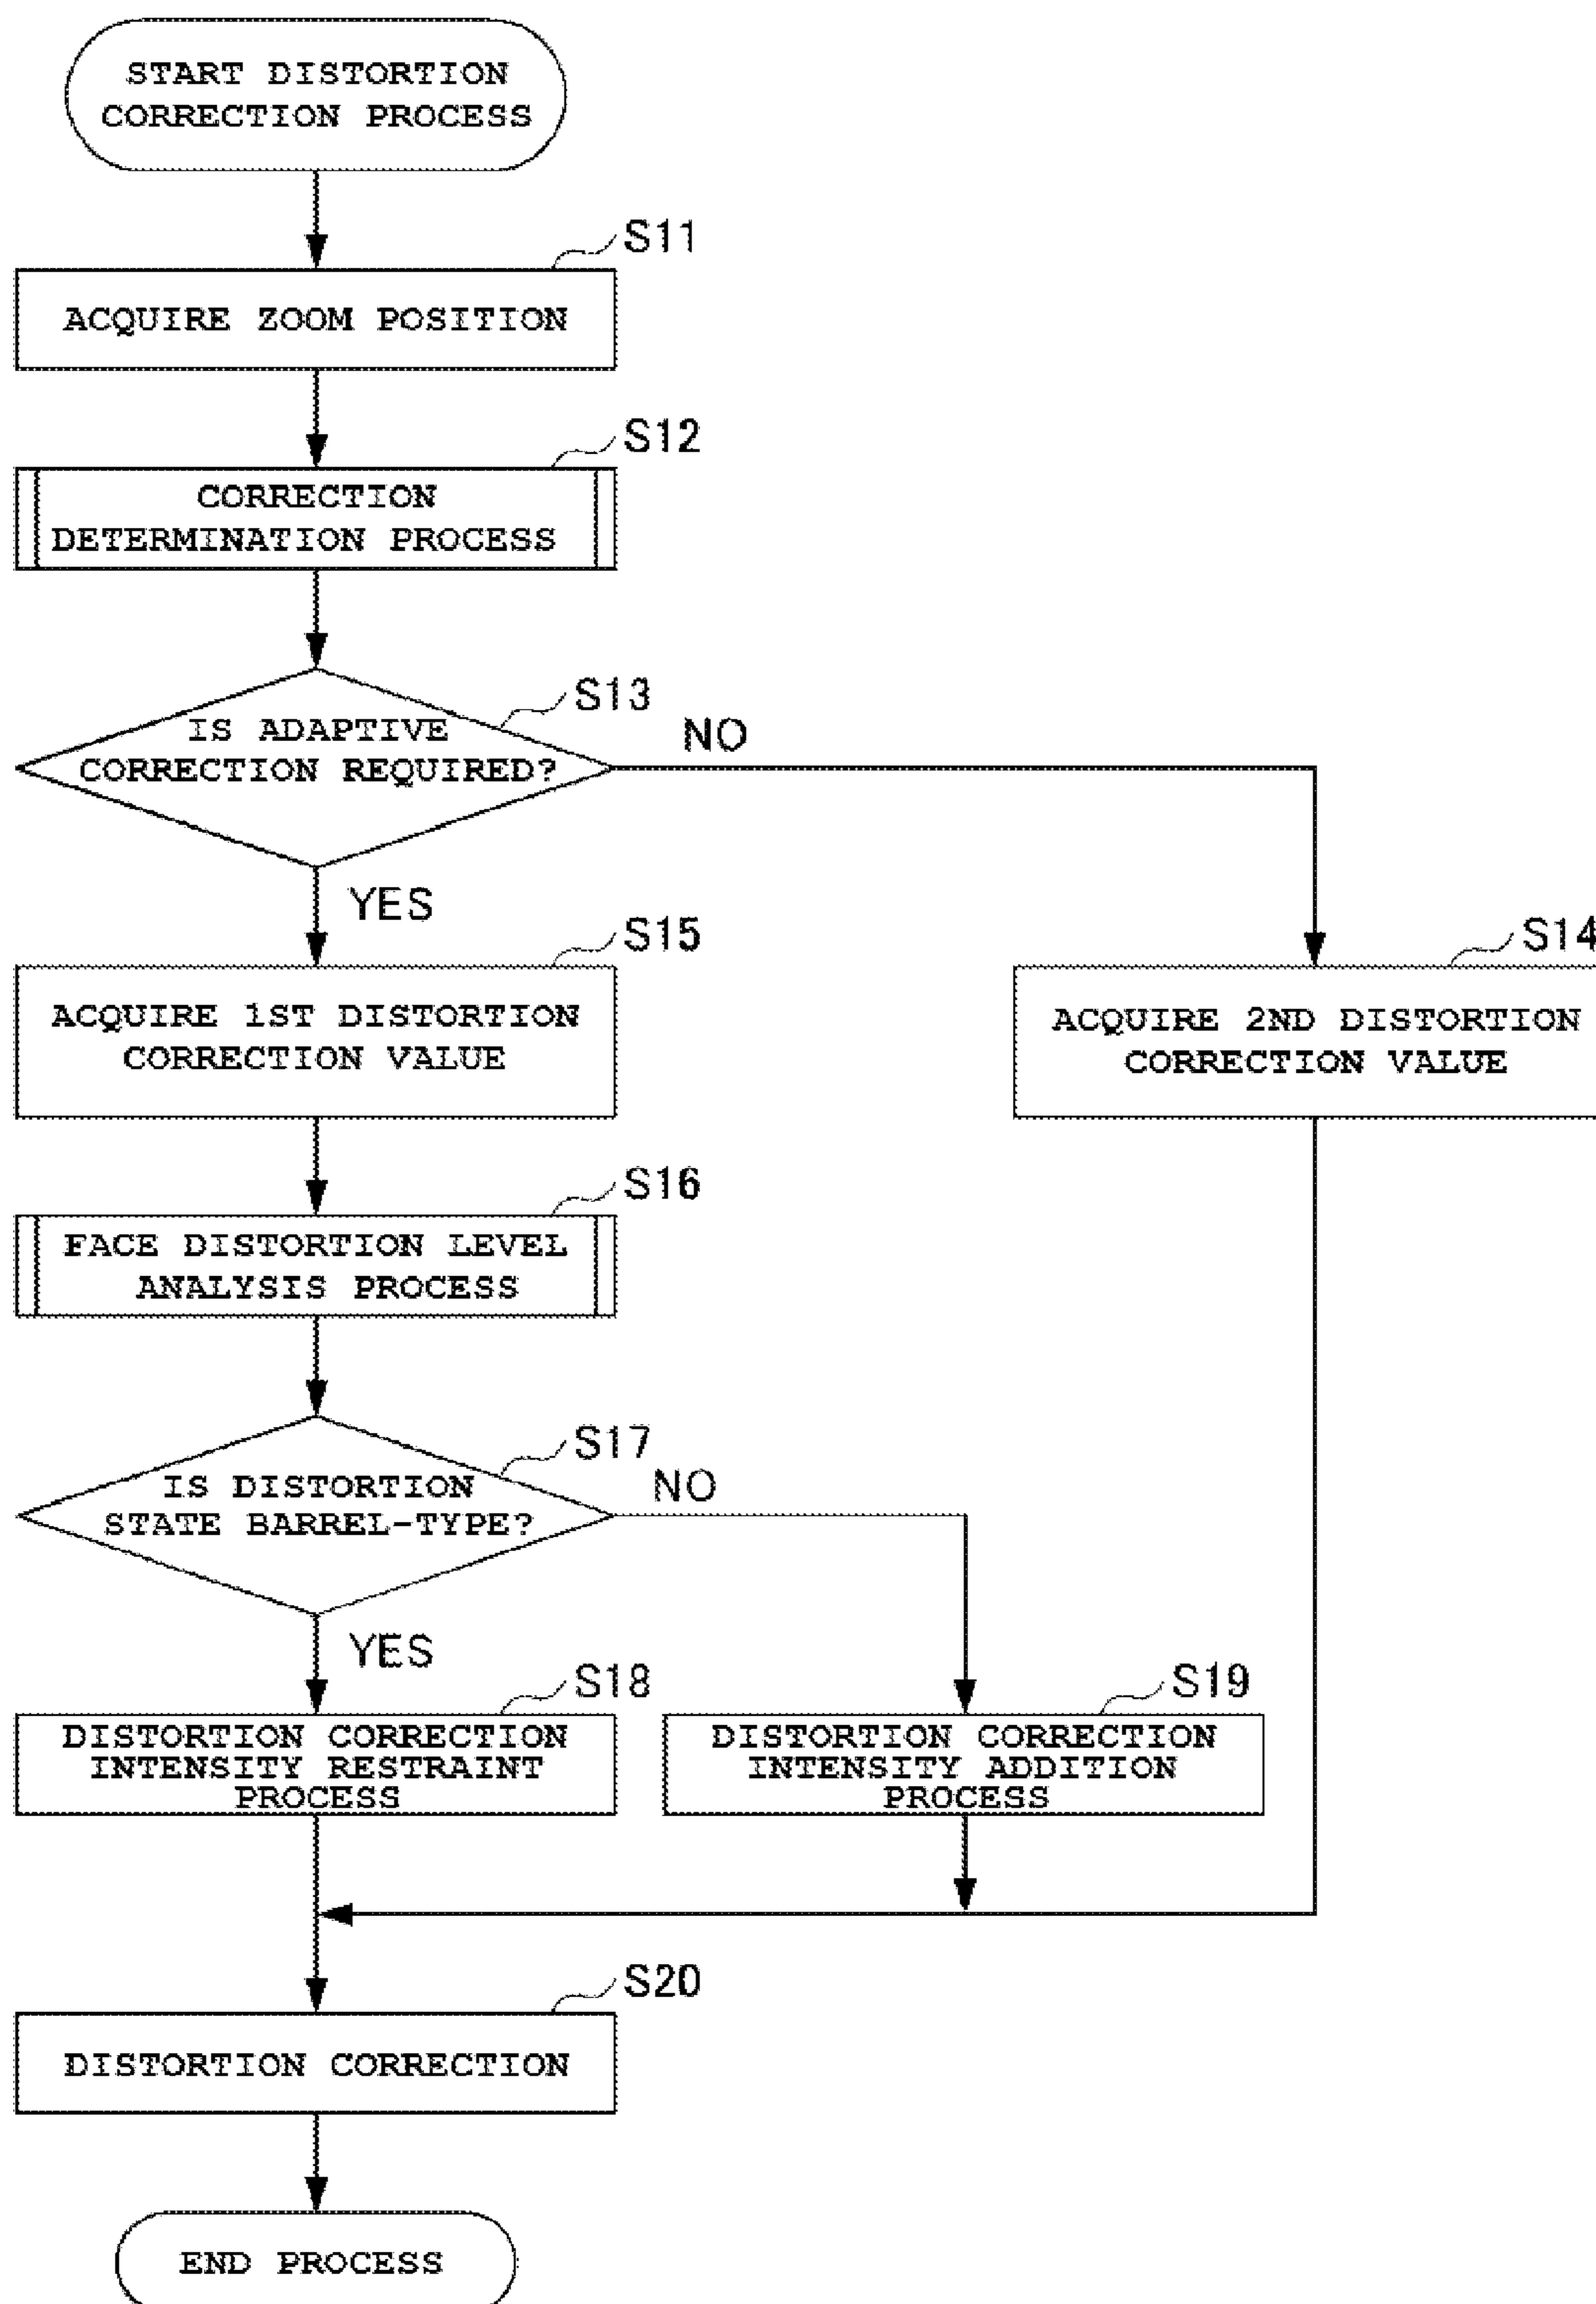 START DISTORTION
CORRECTION PROCESS
S11
ACQUIRE ZOOM POSITION
S12
CORRECTION
DETERMINATION PROCESS
S13
IS ADAPTIVE
CORRECTION REQUIRED?
NO
YES
S15
ACQUIRE 1ST DISTORTION
CORRECTION VALUE
S14
ACQUIRE 2ND DISTORTION
CORRECTION VALUE
S16
FACE DISTORTION LEVEL
ANALYSIS PROCESS
S17
IS DISTORTION
STATE BARREL-TYPE?
NO
YES
S18
DISTORTION CORRECTION
INTENSITY RESTRAINT
PROCESS
S19
DISTORTION CORRECTION
INTENSITY ADDITION
PROCESS
S20
DISTORTION CORRECTION
END PROCESS